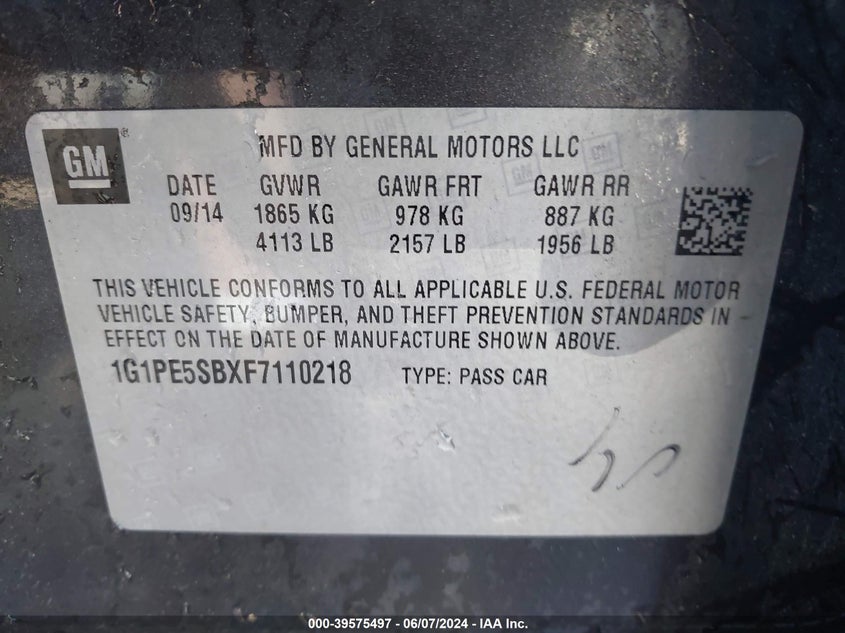 GM ®
MFD BY GENERAL MOTORS LLC
DATE GVWR GAWR FRT GAWR RR
09/14 1865 KG 978 KG 887 KG
4113 LB 2157 LB 1956 LB
THIS VEHICLE CONFORMS TO ALL APPLICABLE U.S. FEDERAL MOTOR
VEHICLE SAFETY, BUMPER, AND THEFT PREVENTION STANDARDS IN
EFFECT ON THE DATE OF MANUFACTURE SHOWN ABOVE.
1G1PE5SBXF7110218 TYPE: PASS CAR
000-39575497 - 06/07/2024 - IAA Inc.